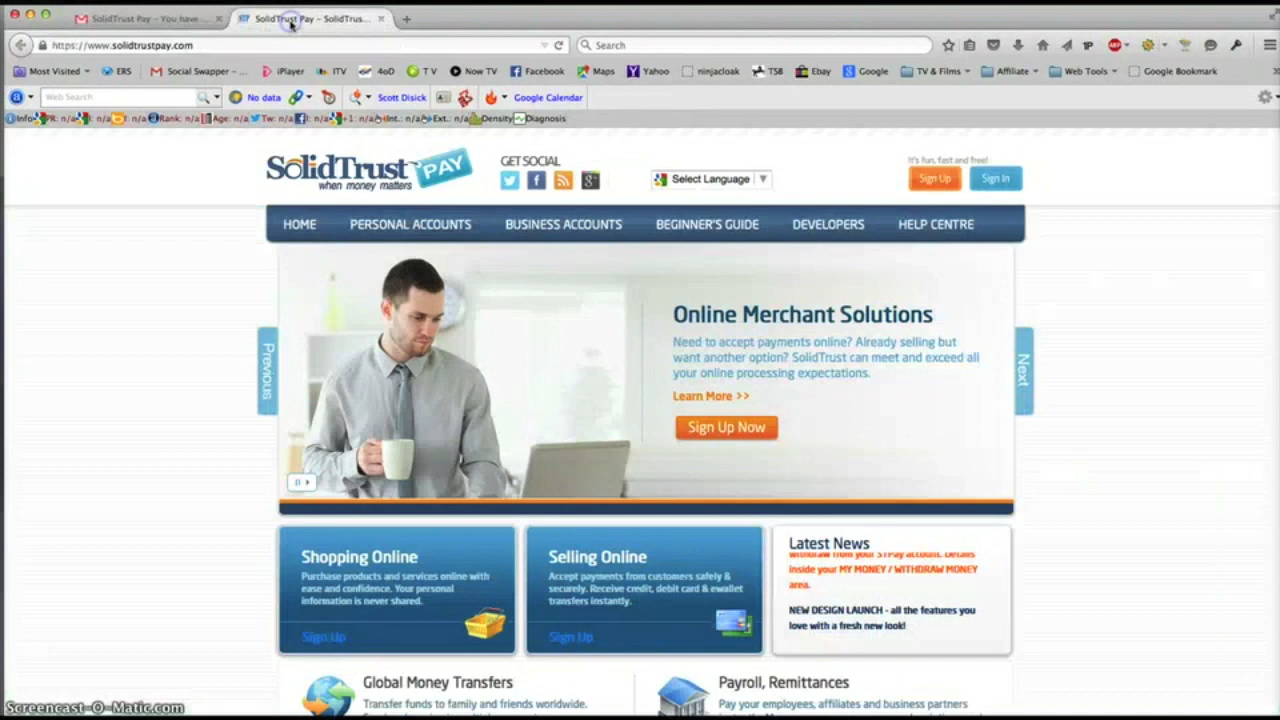 SolidTrust Pay – You have ...
SolidTrust Pay – SolidTrus...
https://www.solidtrustpay.com
Search
Most Visited
ERS
Social Swapper – ...
iPlayer
ITV
4oD
T V
Now TV
Facebook
Maps
Yahoo
ninjacloak
TSB
Ebay
Google
TV & Films
Affiliate
Web Tools
Google Bookmark
Web Search
No data
Scott Disick
Google Calendar
Info
PR: n/a
I: n/a
Rank: n/a
Age: n/a
Tw: n/a
I: n/a
+1: n/a
Int.: n/a
Ext.: n/a
Density
Diagnosis
SolidTrust PAY
when money matters
GET SOCIAL
Select Language
It's fun, fast and free!
Sign Up
Sign In
HOME
PERSONAL ACCOUNTS
BUSINESS ACCOUNTS
BEGINNER'S GUIDE
DEVELOPERS
HELP CENTRE
Previous
Next
Online Merchant Solutions
Need to accept payments online? Already selling but
want another option? SolidTrust can meet and exceed all
your online processing expectations.
Learn More >>
Sign Up Now
Shopping Online
Purchase products and services online with
ease and confidence. Your personal
information is never shared.
Sign Up
Selling Online
Accept payments from customers safely &
securely. Receive credit, debit card & ewallet
transfers instantly.
Sign Up
Latest News
withdraw from your STPay account. Details
inside your MY MONEY / WITHDRAW MONEY
area.
NEW DESIGN LAUNCH - all the features you
love with a fresh new look!
Global Money Transfers
Transfer funds to family and friends worldwide.
Payroll, Remittances
Pay your employees, affiliates and business partners
Screencast-O-Matic.com